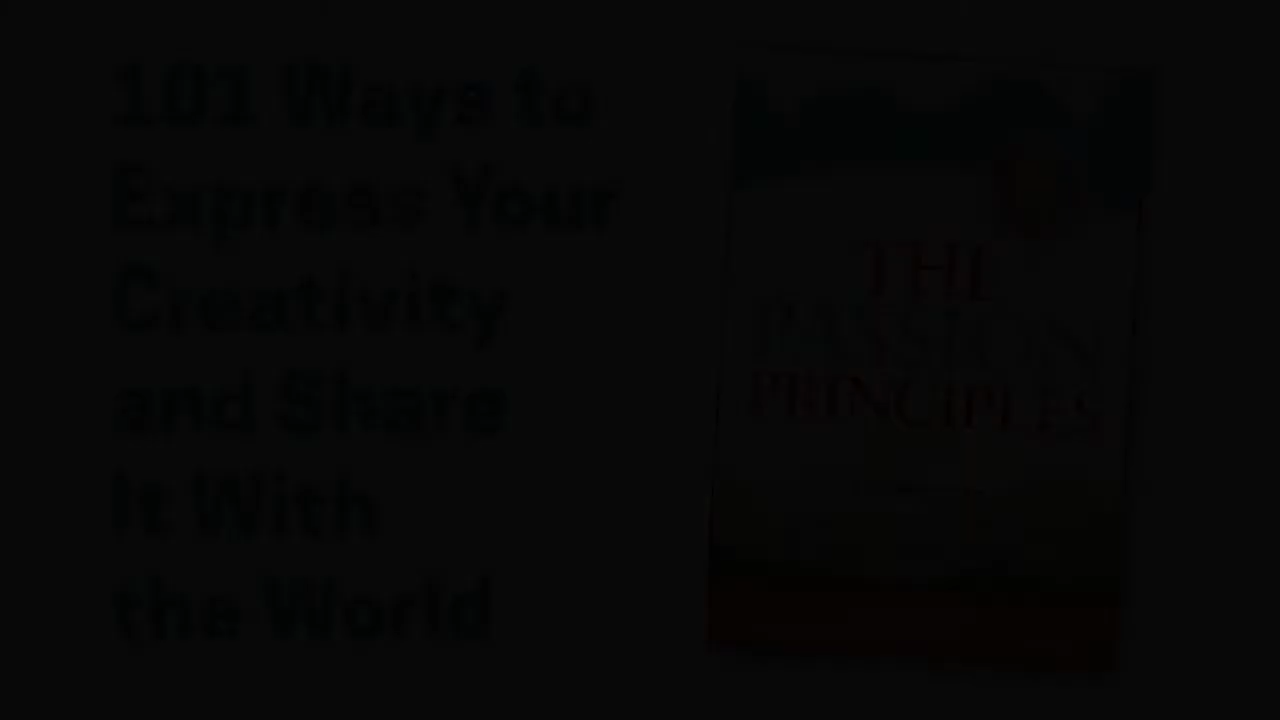 101 Ways to
Express Your
Creativity
and Share
It With
the World
THE
PASSION
PRINCIPLES